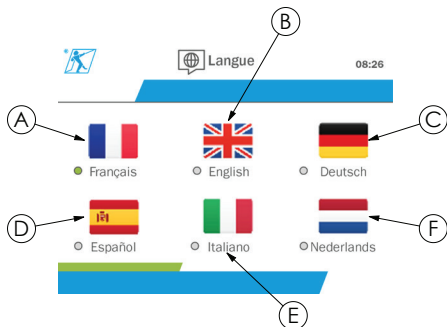 B
Langue 08:26
A C
Français English Deutsch
D F
Español Italiano Nederlands
E